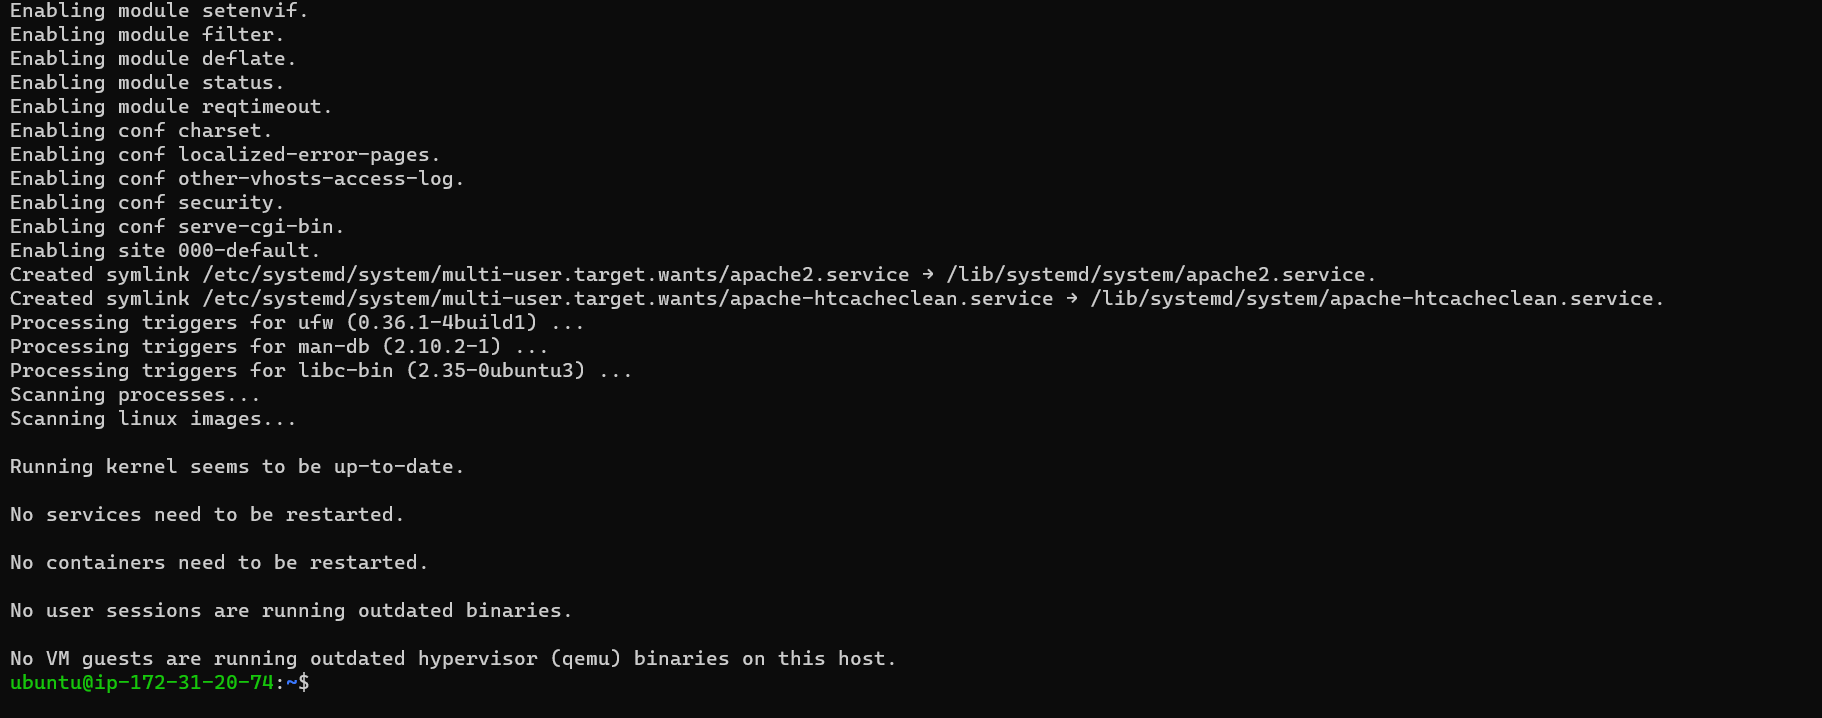 Enabling module setenvif.
Enabling module filter.
Enabling module deflate.
Enabling module status.
Enabling module reqtimeout.
Enabling conf charset.
Enabling conf localized-error-pages.
Enabling conf other-vhosts-access-log.
Enabling conf security.
Enabling conf serve-cgi-bin.
Enabling site 000-default.
Created symlink /etc/systemd/system/multi-user.target.wants/apache2.service → /lib/systemd/system/apache2.service.
Created symlink /etc/systemd/system/multi-user.target.wants/apache-htcacheclean.service → /lib/systemd/system/apache-htcacheclean.service.
Processing triggers for ufw (0.36.1-4build1) ...
Processing triggers for man-db (2.10.2-1) ...
Processing triggers for libc-bin (2.35-0ubuntu3) ...
Scanning processes...
Scanning linux images...
Running kernel seems to be up-to-date.
No services need to be restarted.
No containers need to be restarted.
No user sessions are running outdated binaries.
No VM guests are running outdated hypervisor (qemu) binaries on this host.
ubuntu@ip-172-31-20-74:~$